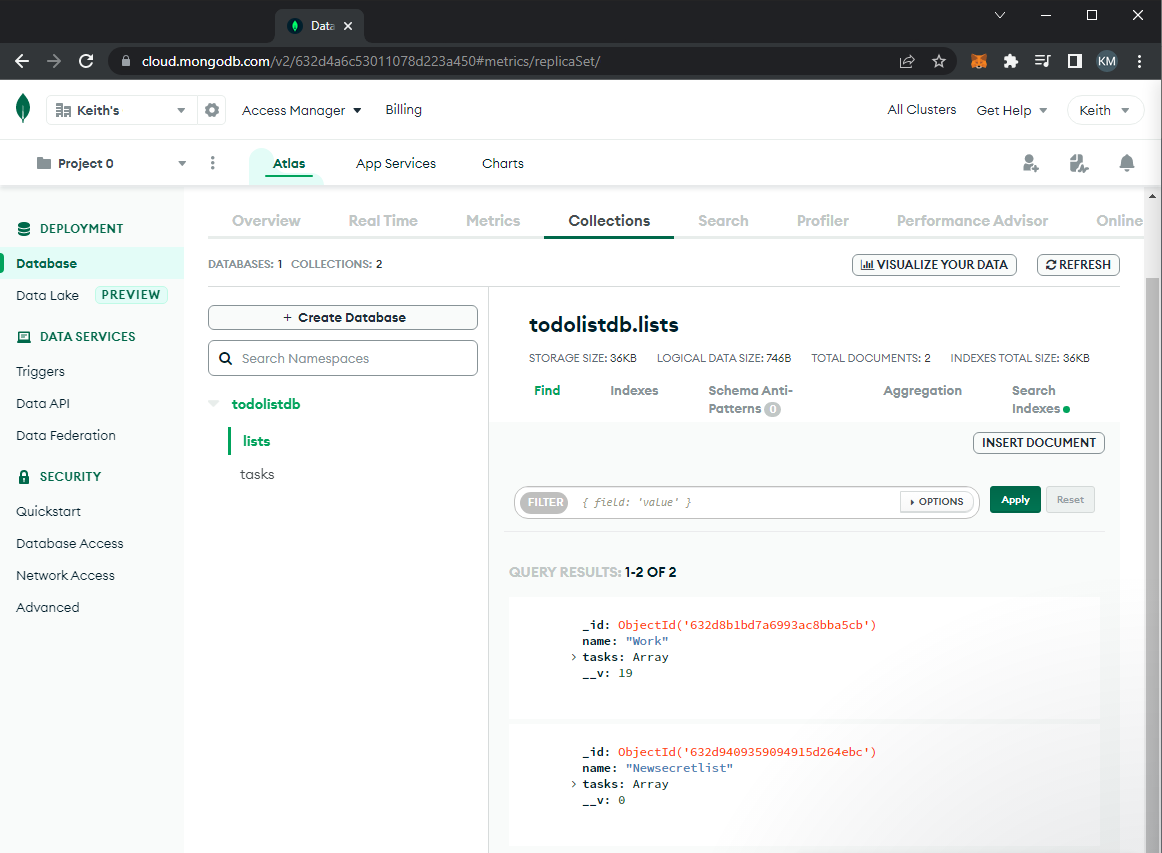 Data
cloud.mongodb.com/v2/632d4a6c53011078d223a450#metrics/replicaSet/
KM
Keith's
Access Manager
Billing
All Clusters
Get Help
Keith
Project 0
Atlas
App Services
Charts
DEPLOYMENT
Database
Data Lake PREVIEW
DATA SERVICES
Triggers
Data API
Data Federation
SECURITY
Quickstart
Database Access
Network Access
Advanced
Overview Real Time Metrics Collections Search Profiler Performance Advisor Online
DATABASES: 1 COLLECTIONS: 2
VISUALIZE YOUR DATA
REFRESH
+ Create Database
Search Namespaces
todolistdb
lists
tasks
todolistdb.lists
STORAGE SIZE: 36KB LOGICAL DATA SIZE: 746B TOTAL DOCUMENTS: 2 INDEXES TOTAL SIZE: 36KB
Find
Indexes
Schema Anti-
Patterns 0
Aggregation
Search
Indexes
INSERT DOCUMENT
FILTER { field: 'value' } OPTIONS Apply Reset
QUERY RESULTS: 1-2 OF 2
_id: ObjectId('632d8b1bd7a6993ac8bba5cb')
name: "Work"
tasks: Array
__v: 19
_id: ObjectId('632d9409359094915d264ebc')
name: "Newsecretlist"
tasks: Array
__v: 0